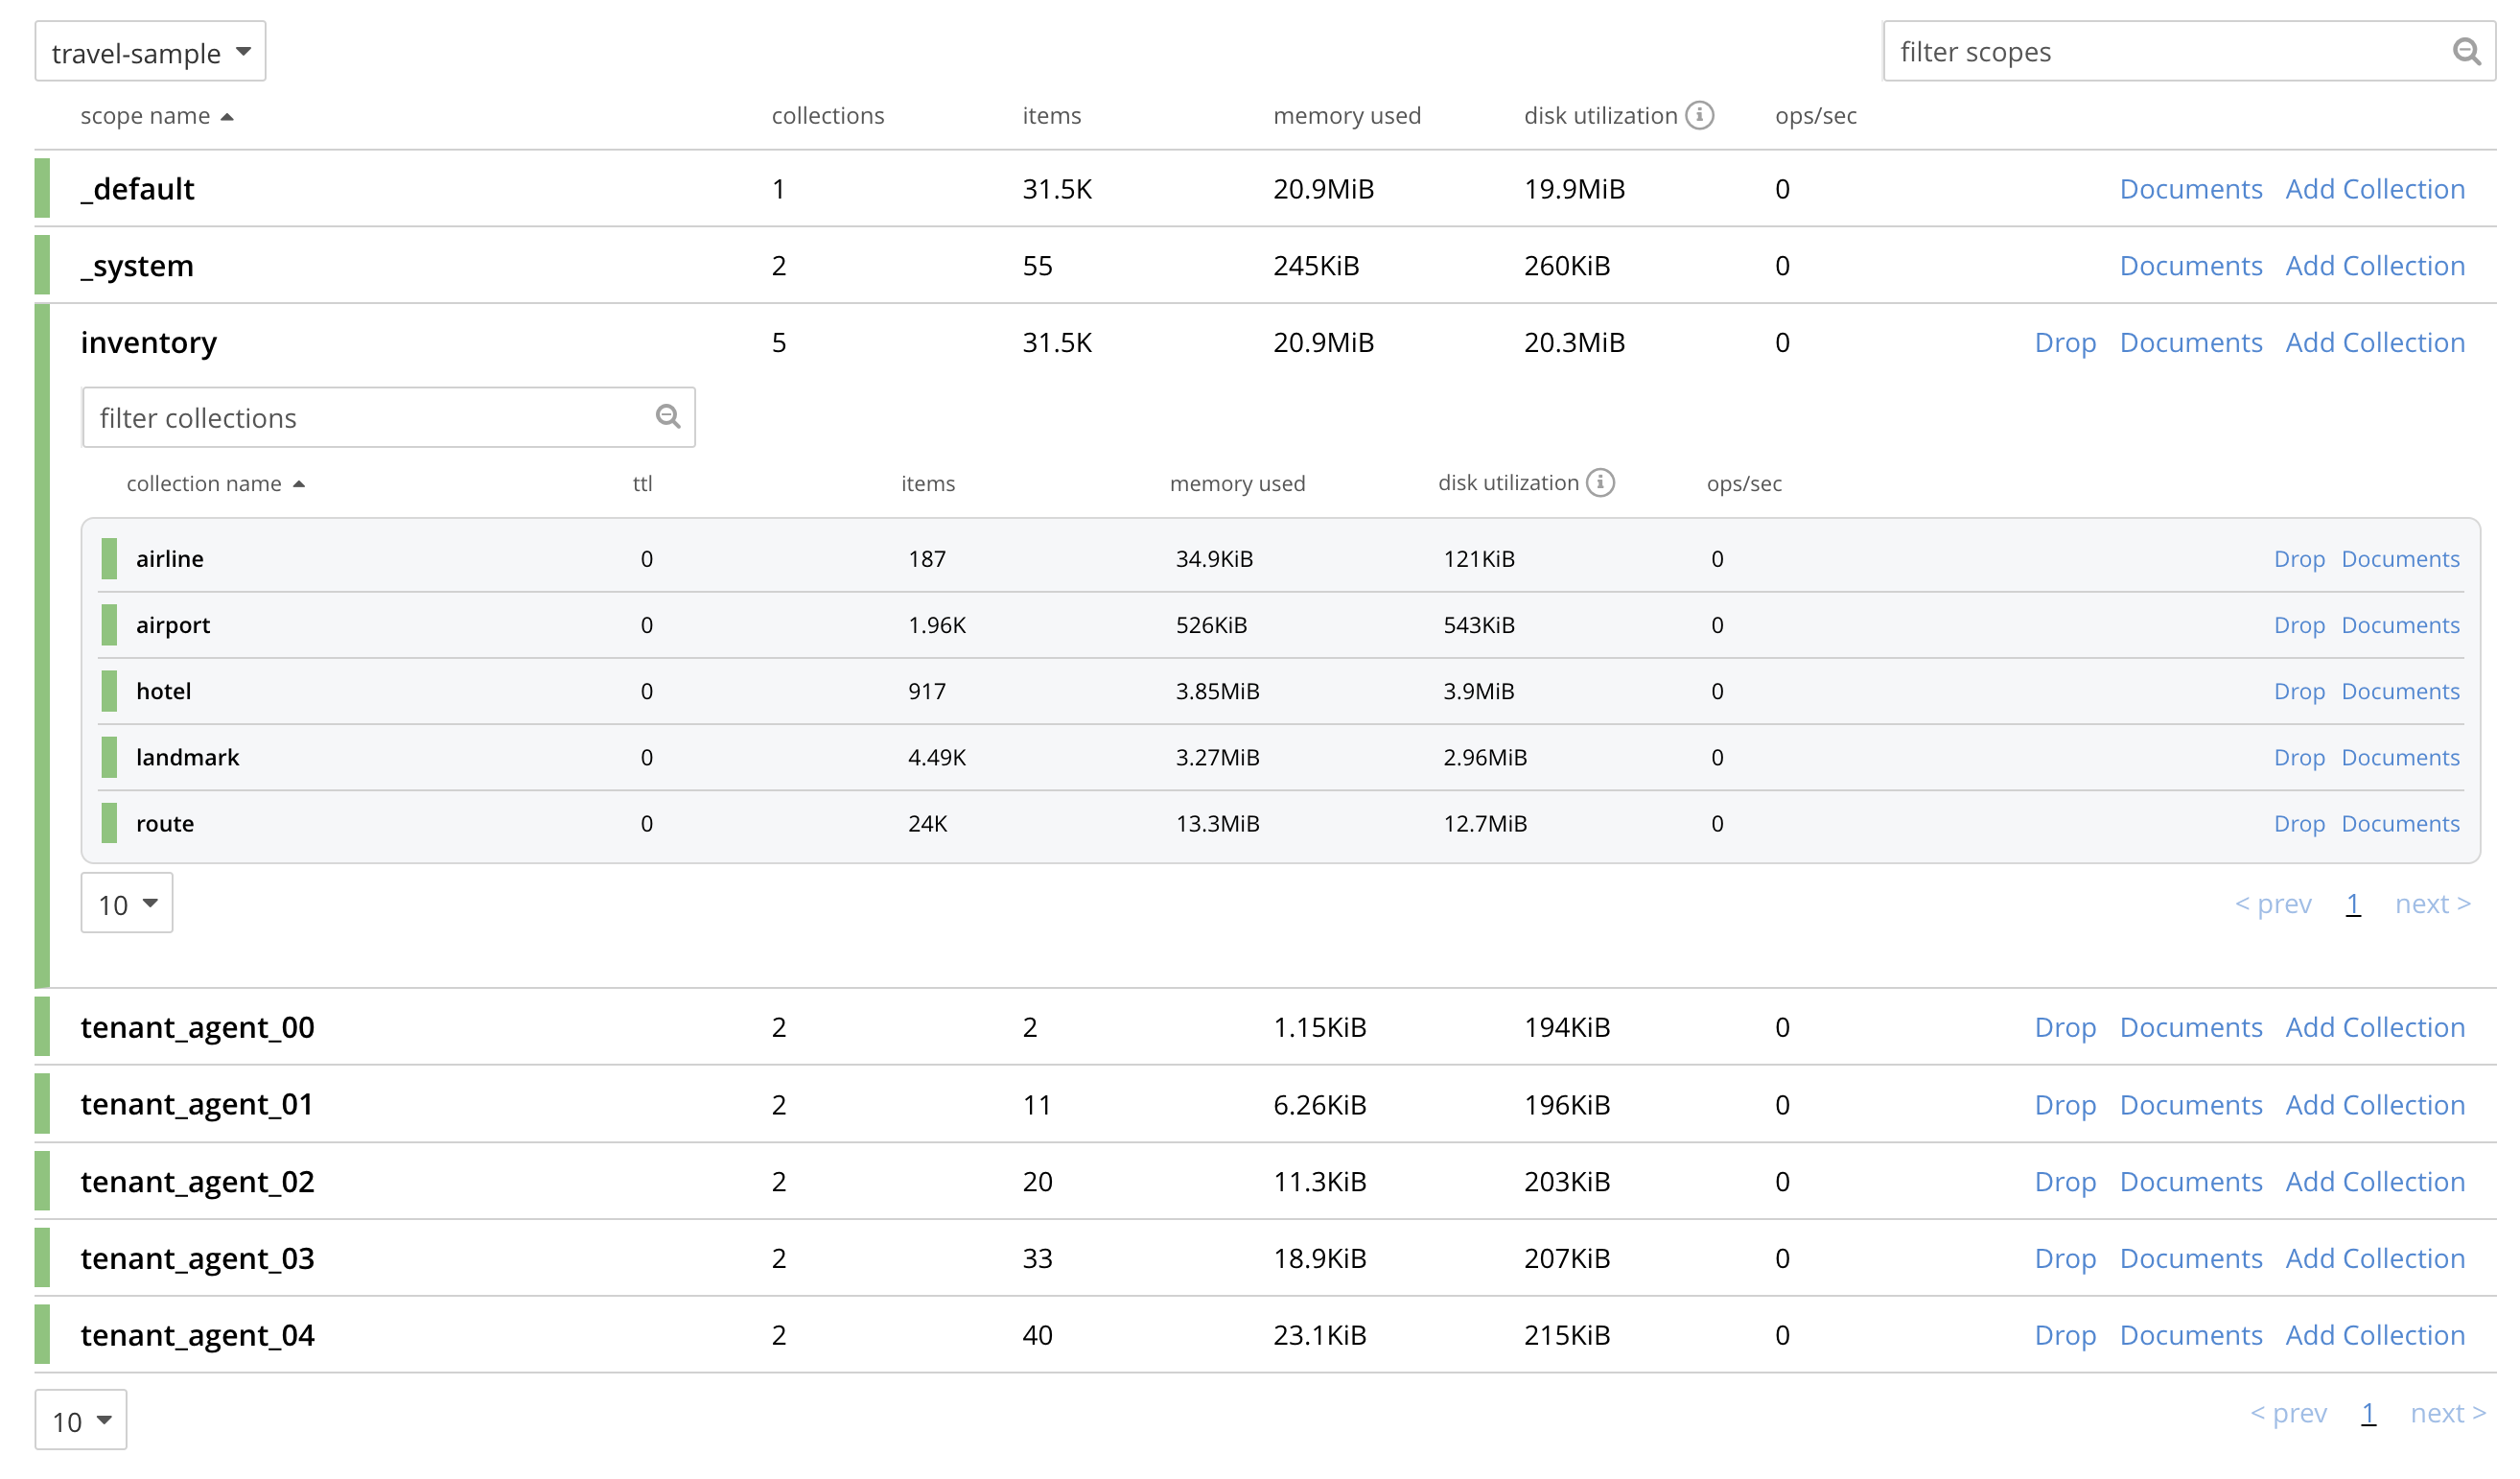 travel-sample filter scopes
scope name collections items memory used disk utilization ops/sec
_default 1 31.5K 20.9MiB 19.9MiB 0 Documents Add Collection
_system 2 55 245KiB 260KiB 0 Documents Add Collection
inventory 5 31.5K 20.9MiB 20.3MiB 0 Drop Documents Add Collection
filter collections
collection name ttl items memory used disk utilization ops/sec
airline 0 187 34.9KiB 121KiB 0 Drop Documents
airport 0 1.96K 526KiB 543KiB 0 Drop Documents
hotel 0 917 3.85MiB 3.9MiB 0 Drop Documents
landmark 0 4.49K 3.27MiB 2.96MiB 0 Drop Documents
route 0 24K 13.3MiB 12.7MiB 0 Drop Documents
10 < prev 1 next >
tenant_agent_00 2 2 1.15KiB 194KiB 0 Drop Documents Add Collection
tenant_agent_01 2 11 6.26KiB 196KiB 0 Drop Documents Add Collection
tenant_agent_02 2 20 11.3KiB 203KiB 0 Drop Documents Add Collection
tenant_agent_03 2 33 18.9KiB 207KiB 0 Drop Documents Add Collection
tenant_agent_04 2 40 23.1KiB 215KiB 0 Drop Documents Add Collection
10 < prev 1 next >